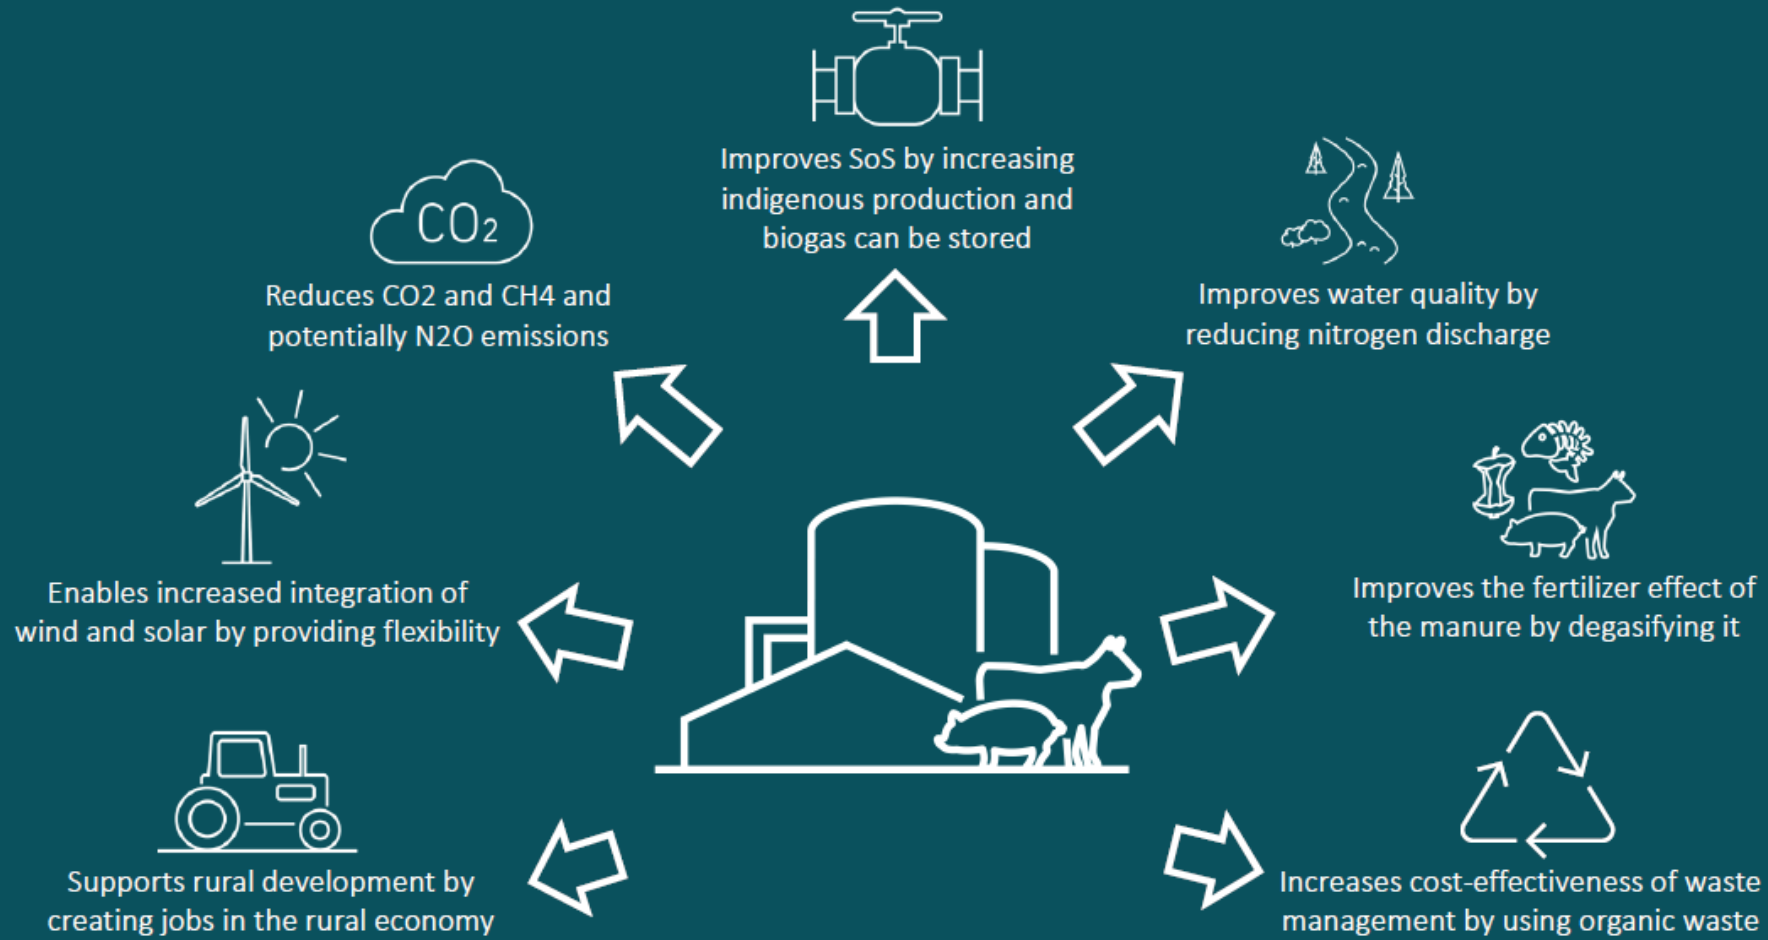 Improves SoS by increasing
indigenous production and
biogas can be stored
CO2
Reduces CO2 and CH4 and
potentially N2O emissions
Improves water quality by
reducing nitrogen discharge
Enables increased integration of
wind and solar by providing flexibility
Improves the fertilizer effect of
the manure by degasifying it
Supports rural development by
creating jobs in the rural economy
Increases cost-effectiveness of waste
management by using organic waste